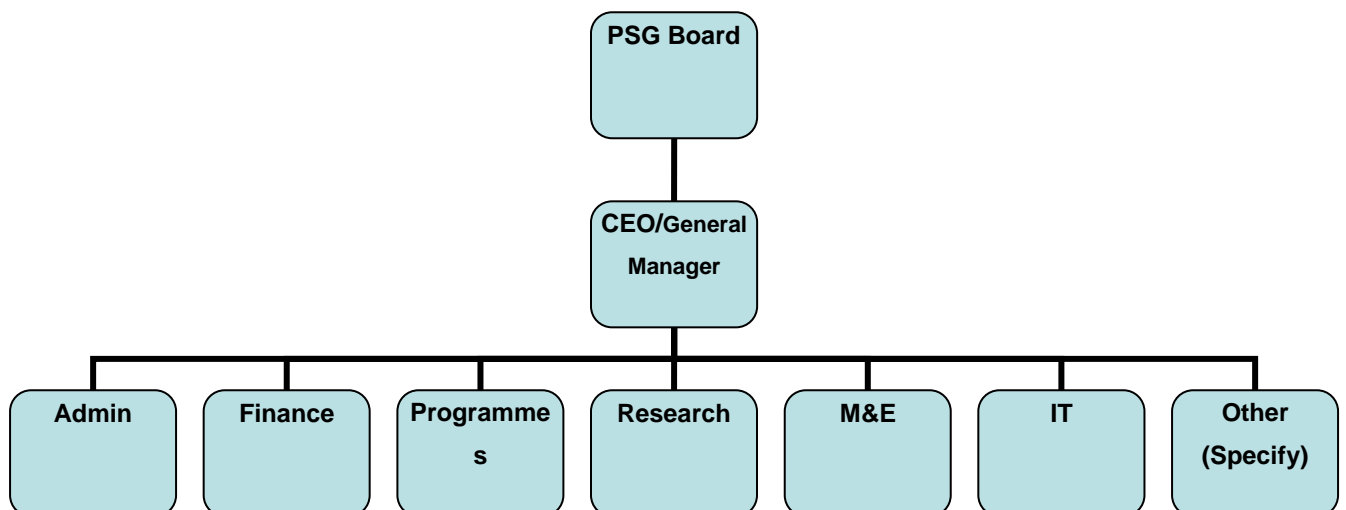 PSG Board
CEO/General
Manager
Admin
Finance
Programme
s
Research
M&E
IT
Other
(Specify)